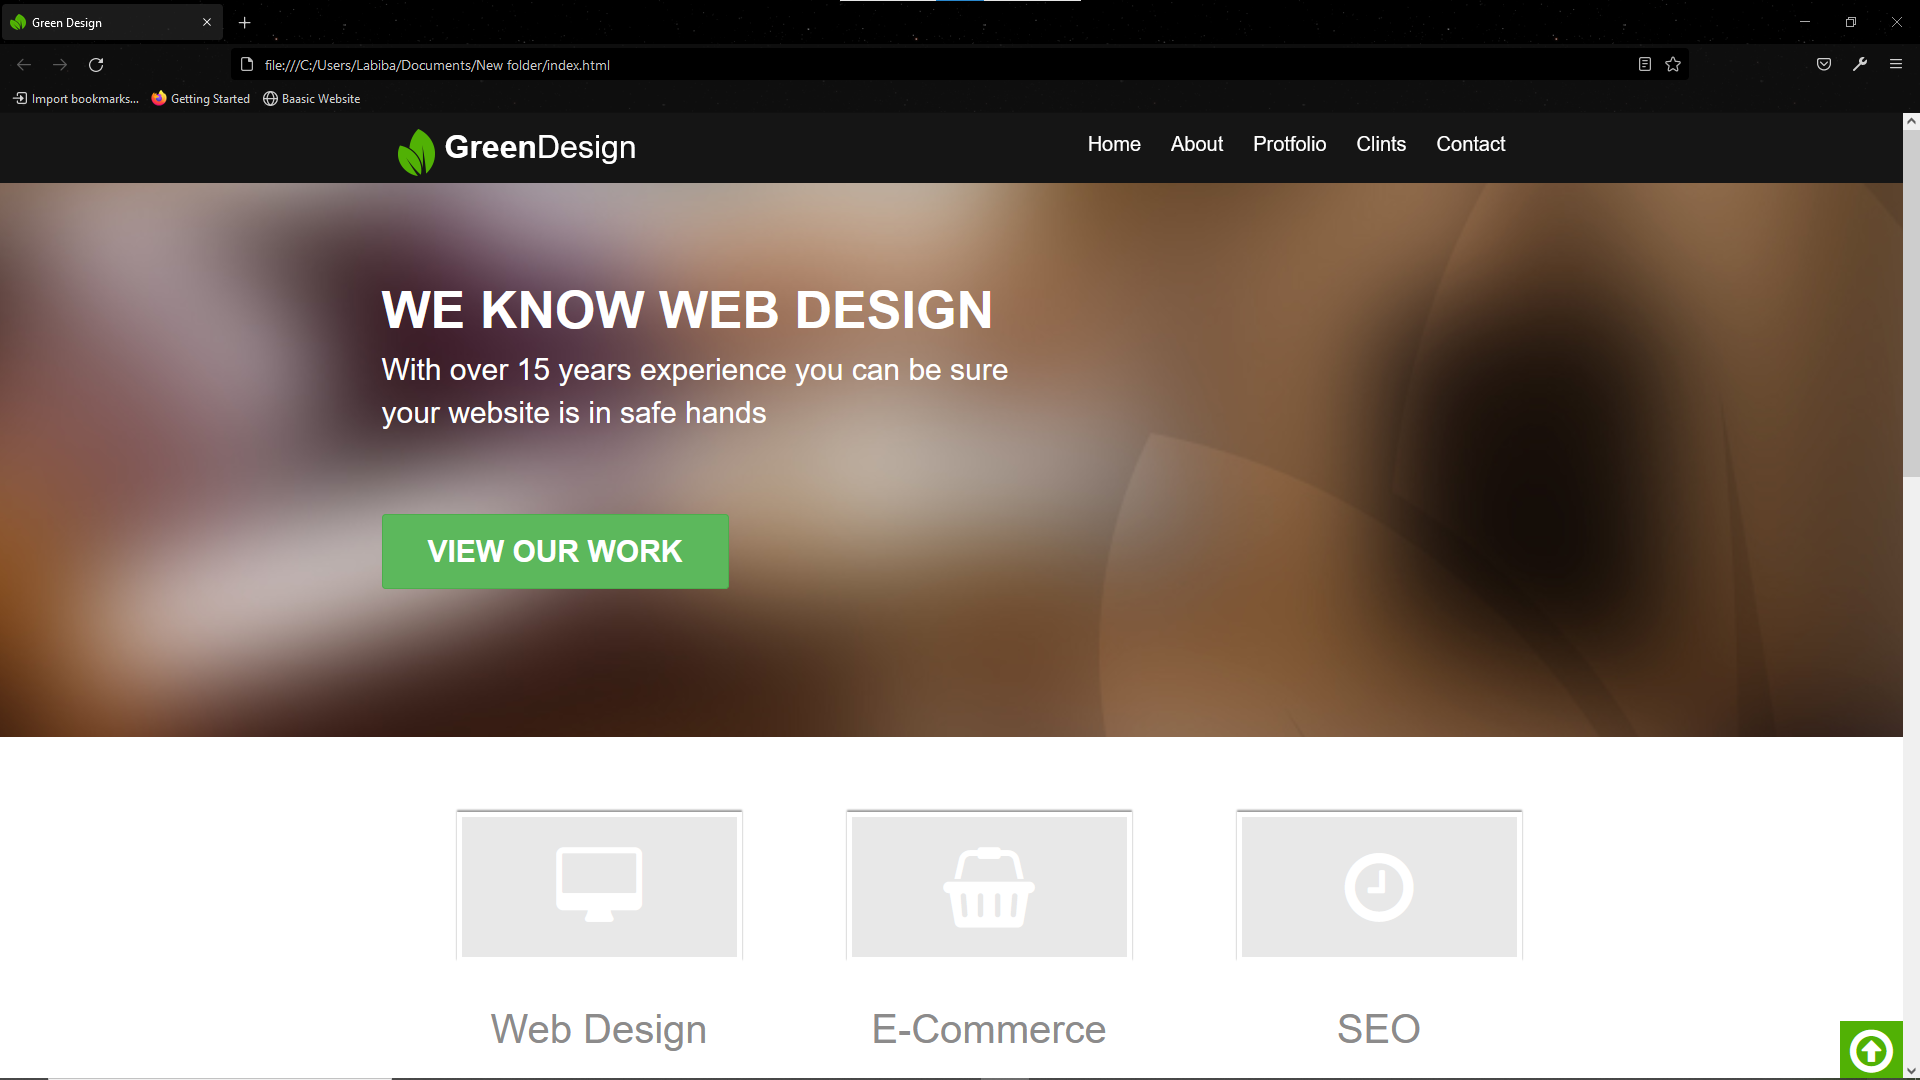 Green Design
file:///C:/Users/Labiba/Documents/New folder/index.html
Import bookmarks... Getting Started Baasic Website
GreenDesign Home About Protfolio Clints Contact
WE KNOW WEB DESIGN
With over 15 years experience you can be sure
your website is in safe hands
VIEW OUR WORK
Web Design E-Commerce SEO